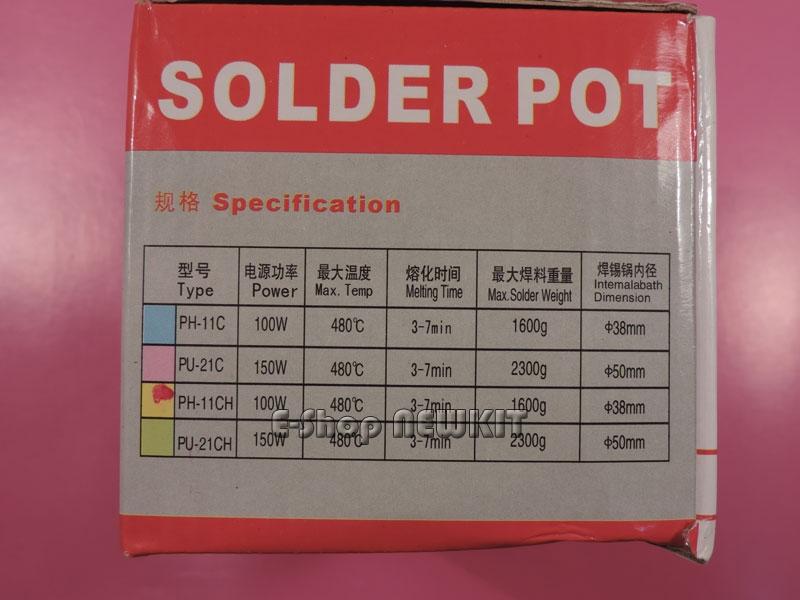 SOLDER POT
规格 Specification
型号 电源功率 最大温度 熔化时间 最大焊料重量 焊锡锅内径
Type Power Max. Temp Melting Time Max.Solder Weight Intemalabath Dimension
PH-11C 100W 480℃ 3-7min 1600g Φ38mm
PU-21C 150W 480℃ 3-7min 2300g Φ50mm
PH-11CH 100W 480℃ 3-7min 1600g Φ38mm
E-Shop NEWKIT
PU-21CH 150W 480℃ 3-7min 2300g Φ50mm